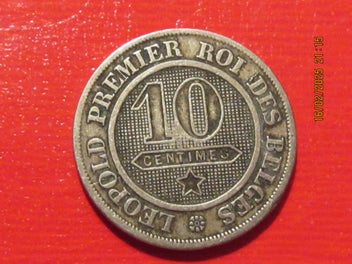 LEOPOLD PREMIER ROI DES BELGES
10
CENTIMES